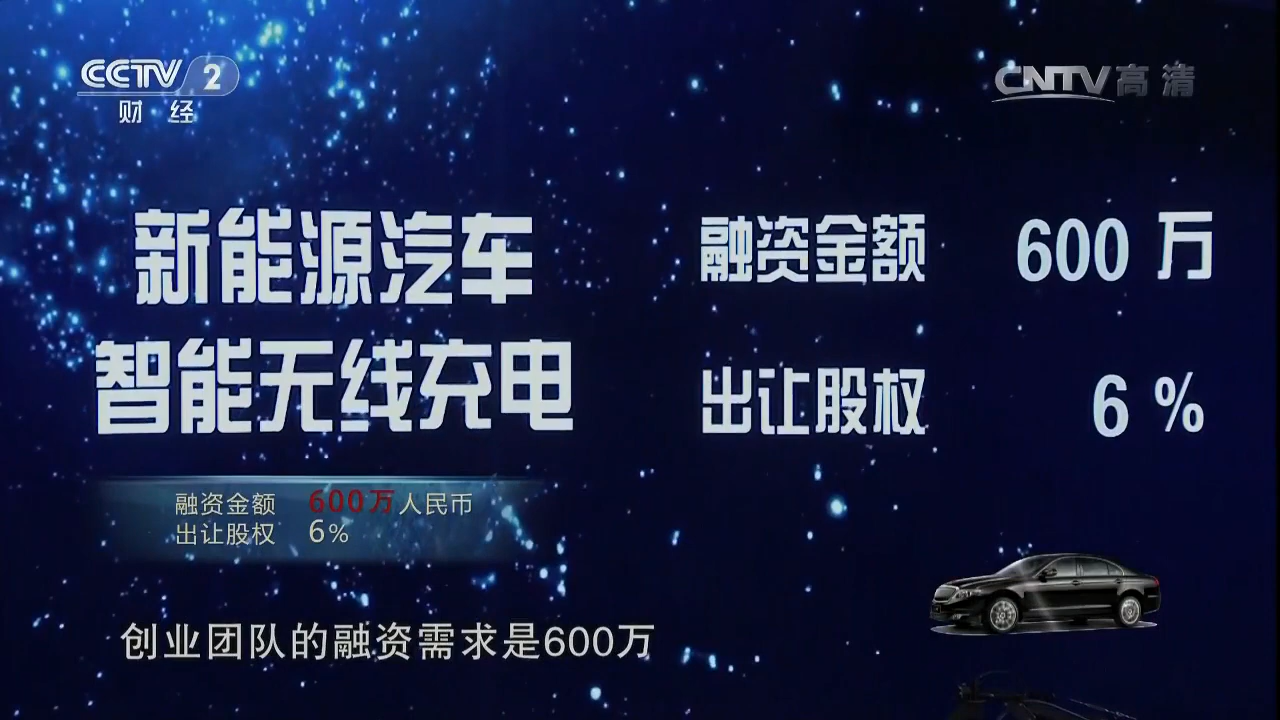 CCTV 2
财经
CNTV高清
新能源汽车
智能无线充电
融资金额 600 万
出让股权 6 %
融资金额 600万人民币
出让股权 6%
创业团队的融资需求是600万